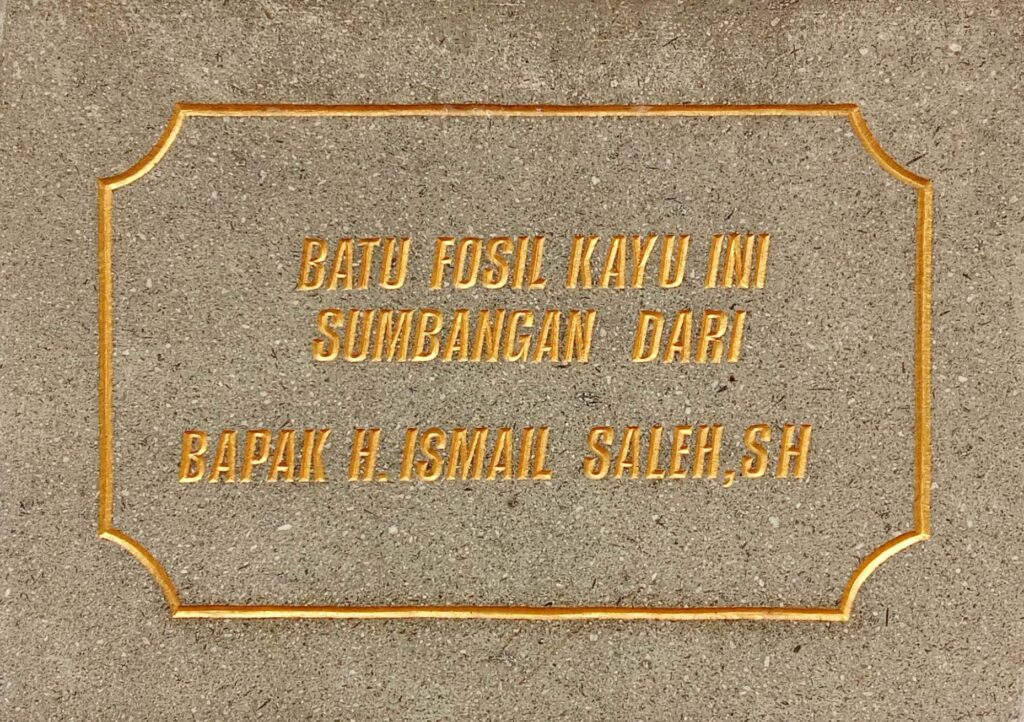 BATU FOSIL KAYU INI
SUMBANGAN DARI
BAPAK H. ISMAIL SALEH, SH